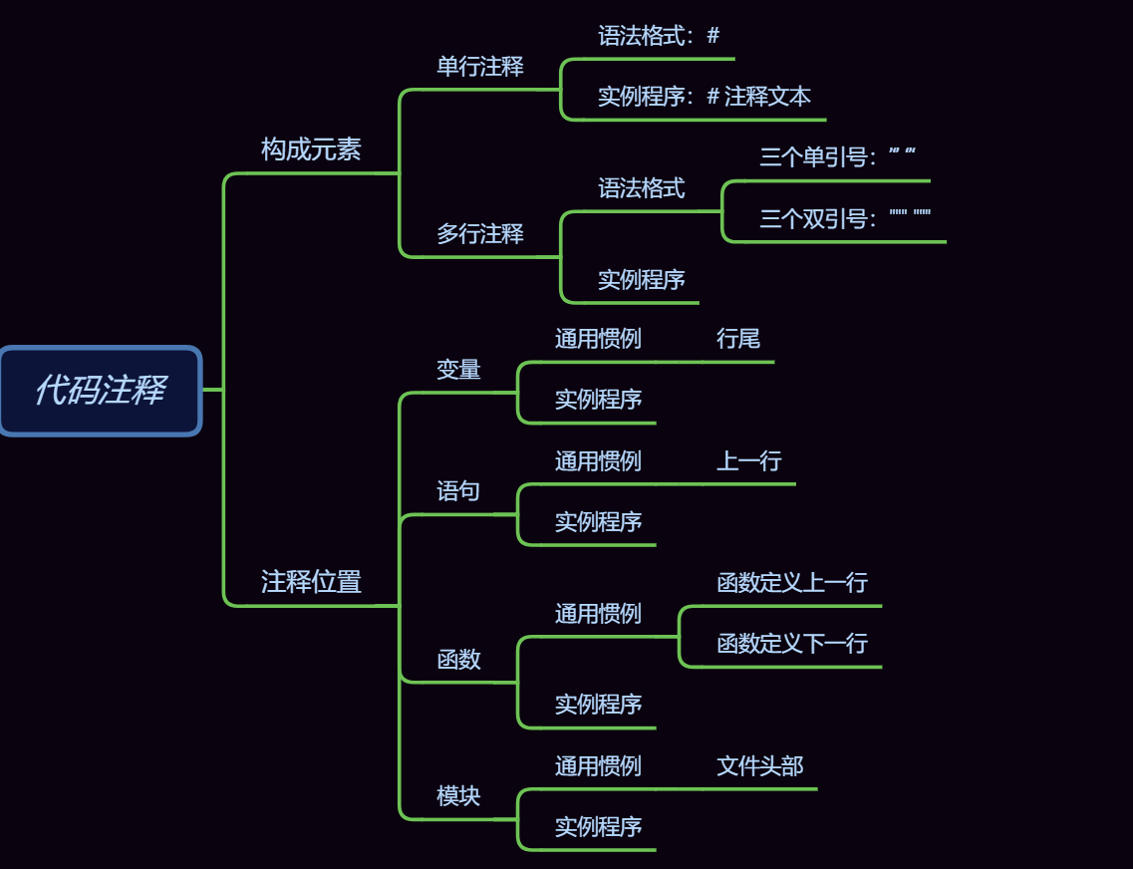 代码注释
构成元素
单行注释
语法格式：#
实例程序：# 注释文本
多行注释
语法格式
三个单引号：''' '''
三个双引号：""" """
实例程序
注释位置
变量
通用惯例
行尾
实例程序
语句
通用惯例
上一行
实例程序
函数
通用惯例
函数定义上一行
函数定义下一行
实例程序
模块
通用惯例
文件头部
实例程序